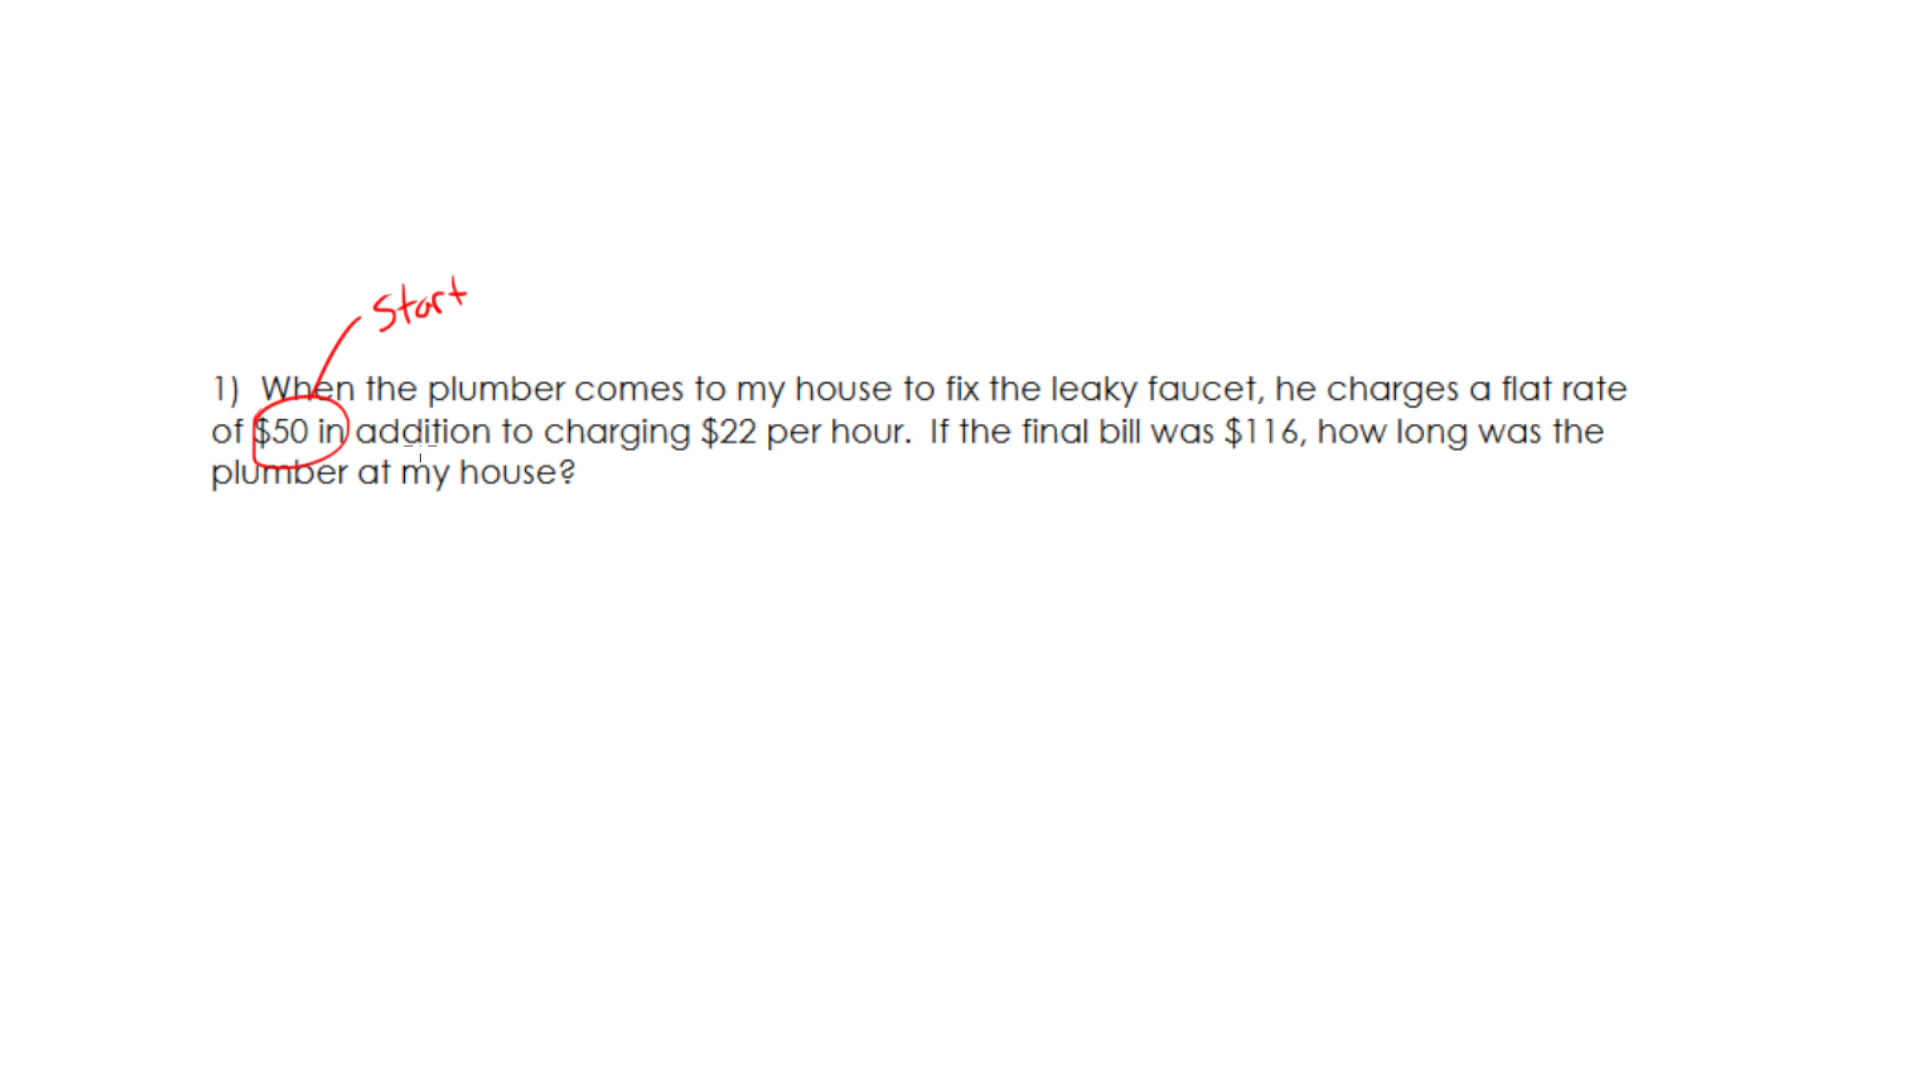 Start
1) When the plumber comes to my house to fix the leaky faucet, he charges a flat rate
of $50 in addition to charging $22 per hour. If the final bill was $116, how long was the
plumber at my house?